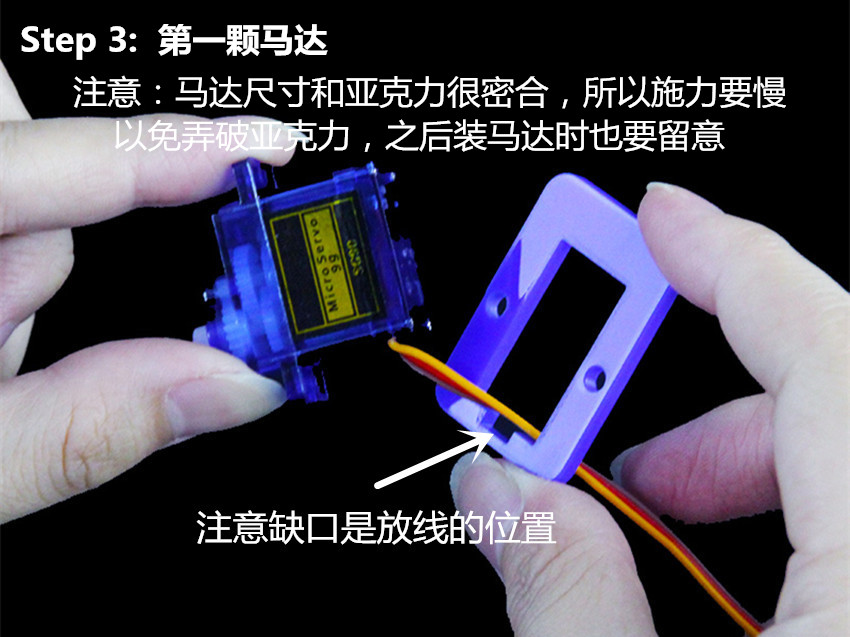 Step 3: 第一颗马达
注意：马达尺寸和亚克力很密合，所以施力要慢
以免弄破亚克力，之后装马达时也要留意
SG90
9g
Micro Servo
注意缺口是放线的位置